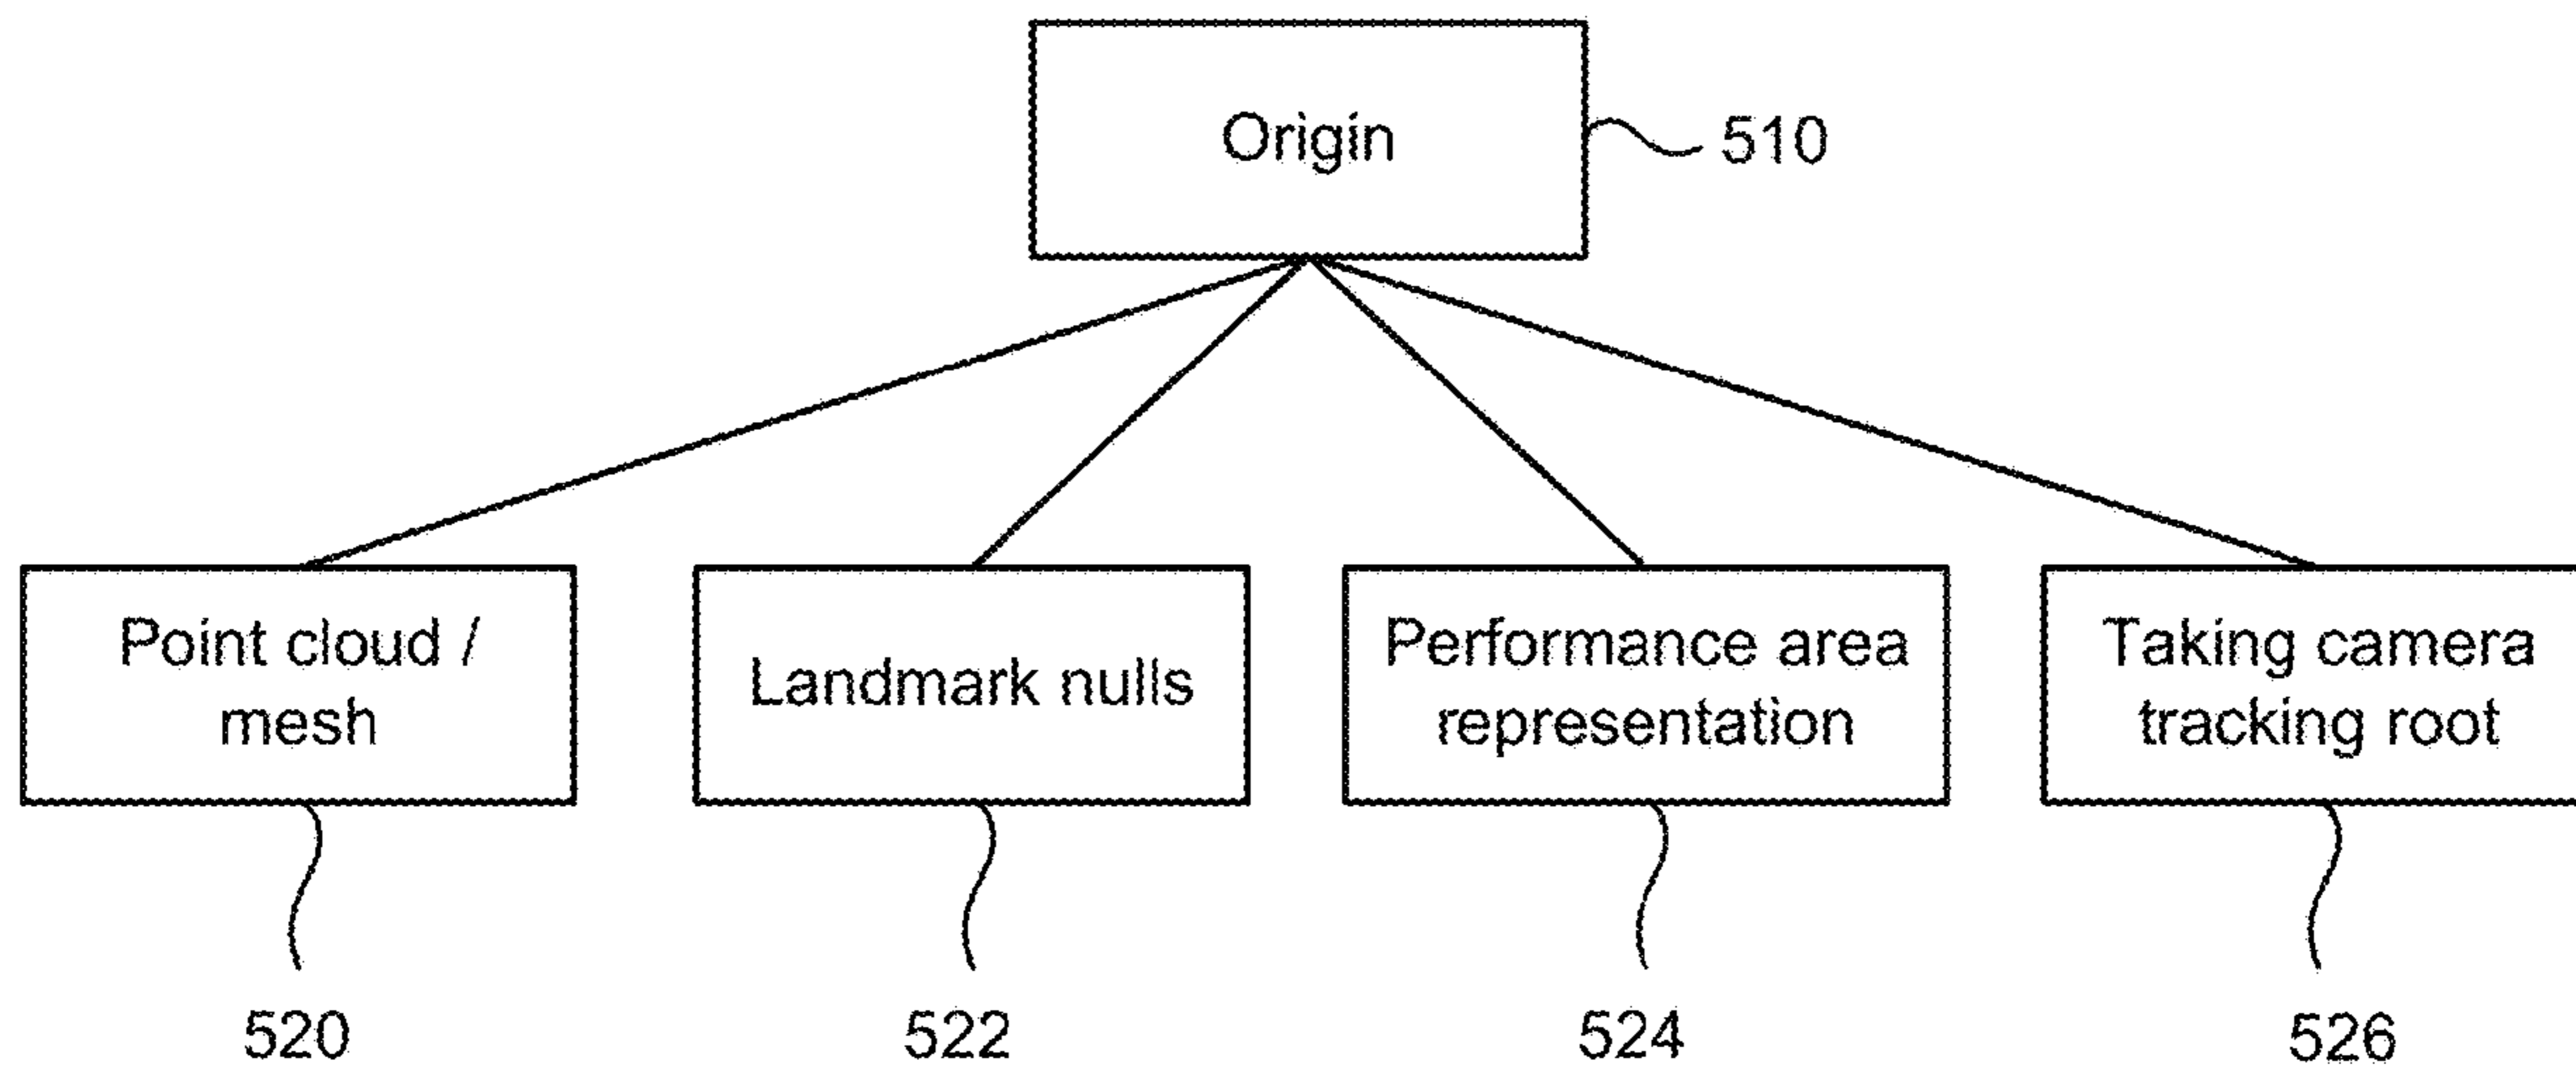 Origin
510
Point cloud /
mesh
Landmark nulls
Performance area
representation
Taking camera
tracking root
520
522
524
526